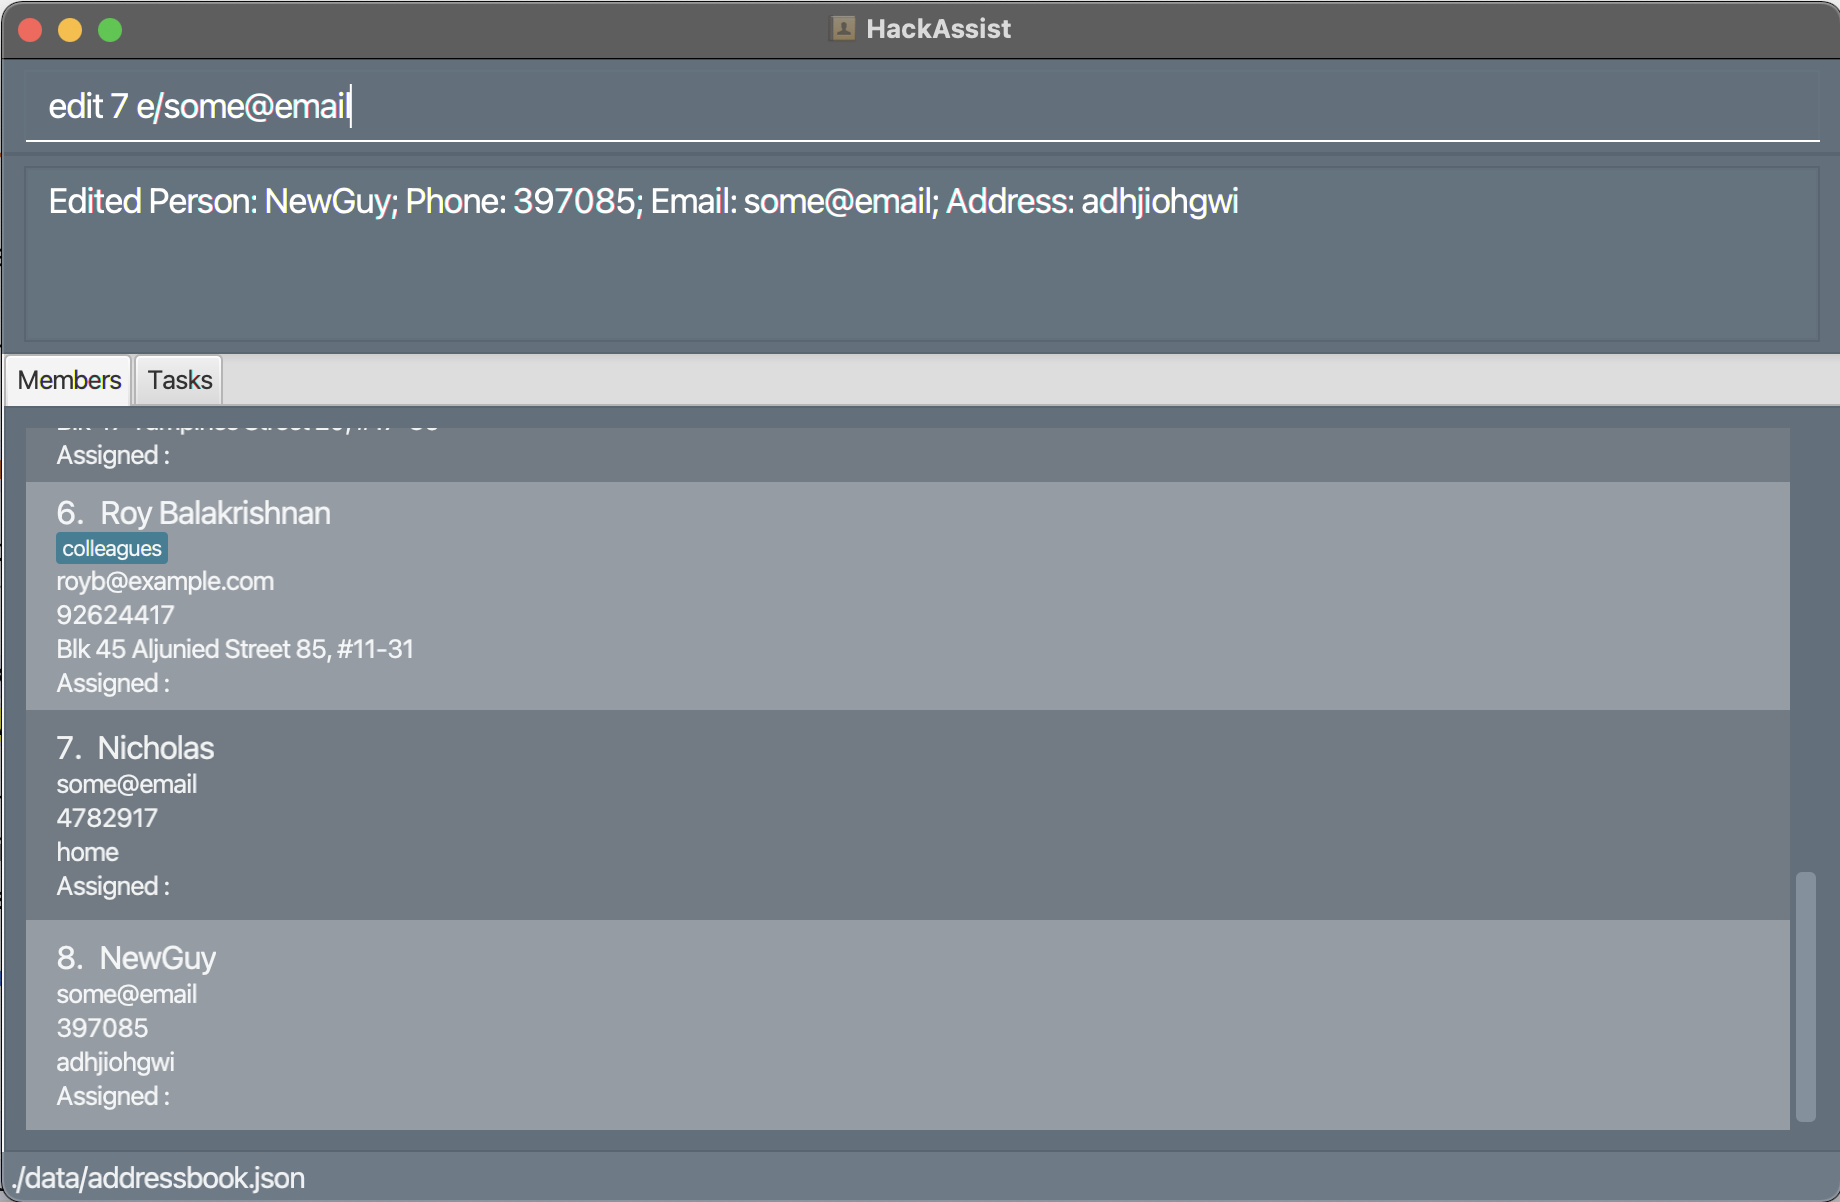 HackAssist
edit 7 e/some@email
Edited Person: NewGuy; Phone: 397085; Email: some@email; Address: adhjiohgwi
Members Tasks
Assigned :
6. Roy Balakrishnan
colleagues
royb@example.com
92624417
Blk 45 Aljunied Street 85, #11-31
Assigned :
7. Nicholas
some@email
4782917
home
Assigned :
8. NewGuy
some@email
397085
adhjiohgwi
Assigned :
./data/addressbook.json